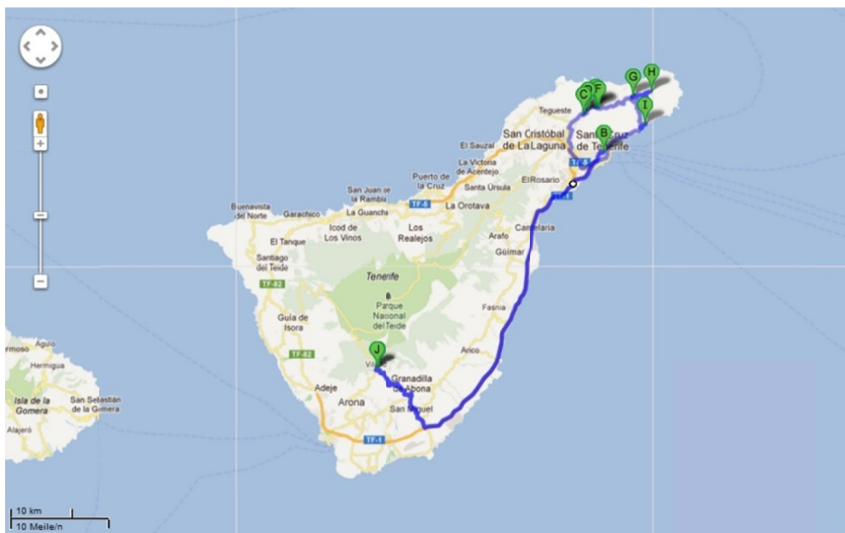 G
H
C
F
I
B
Tegueste
San Cristóbal
de La Laguna
de Tenerife
El Sauzal
La Victoria
de Acentejo
El Rosario
Puerto de
la Cruz
Santa Úrsula
San Juan de
la Rambla
TF-5
La Orotava
Buenavista
del Norte
Garachico
La Guancha
Candelaria
Icod de
Los Vinos
Los
Realejos
Arafo
El Tanque
Güímar
Santiago
del Teide
Tenerife
TF-82
Parque
Nacional
del Teide
Fasnia
Guía de
Isora
J
TF-82
Arico
Agulo
Hermigua
Granadilla
de Abona
Adeje
Arona
San Miguel
Isla de la
Gomera
San Sebastián
de la Gomera
Alajeró
TF-1
10 km
10 Meile/n